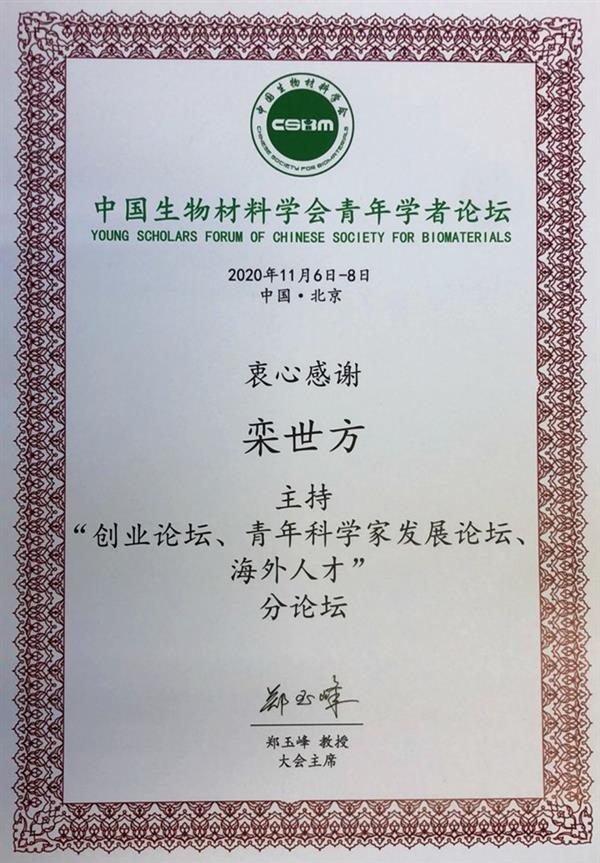 中国生物材料学会
CSBM
CHINESE SOCIETY FOR BIOMATERIALS
中国生物材料学会青年学者论坛
YOUNG SCHOLARS FORUM OF CHINESE SOCIETY FOR BIOMATERIALS
2020年11月6日-8日
中国·北京
衷心感谢
栾世方
主持
“创业论坛、青年科学家发展论坛、
海外人才”
分论坛
郑玉峰
郑玉峰 教授
大会主席